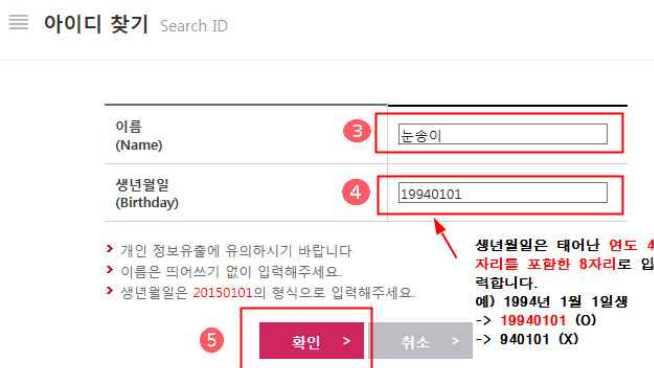 아이디 찾기 Search ID
이름
(Name)
3
눈송이
생년월일
(Birthday)
4
19940101
개인 정보유출에 유의하시기 바랍니다
이름은 띄어쓰기 없이 입력해주세요.
생년월일은 20150101의 형식으로 입력해주세요.
생년월일은 태어난 연도 4
자리를 포함한 8자리로 입
력합니다.
예) 1994년 1월 1일생
-> 19940101 (O)
-> 940101 (X)
5
확인 >
취소 >